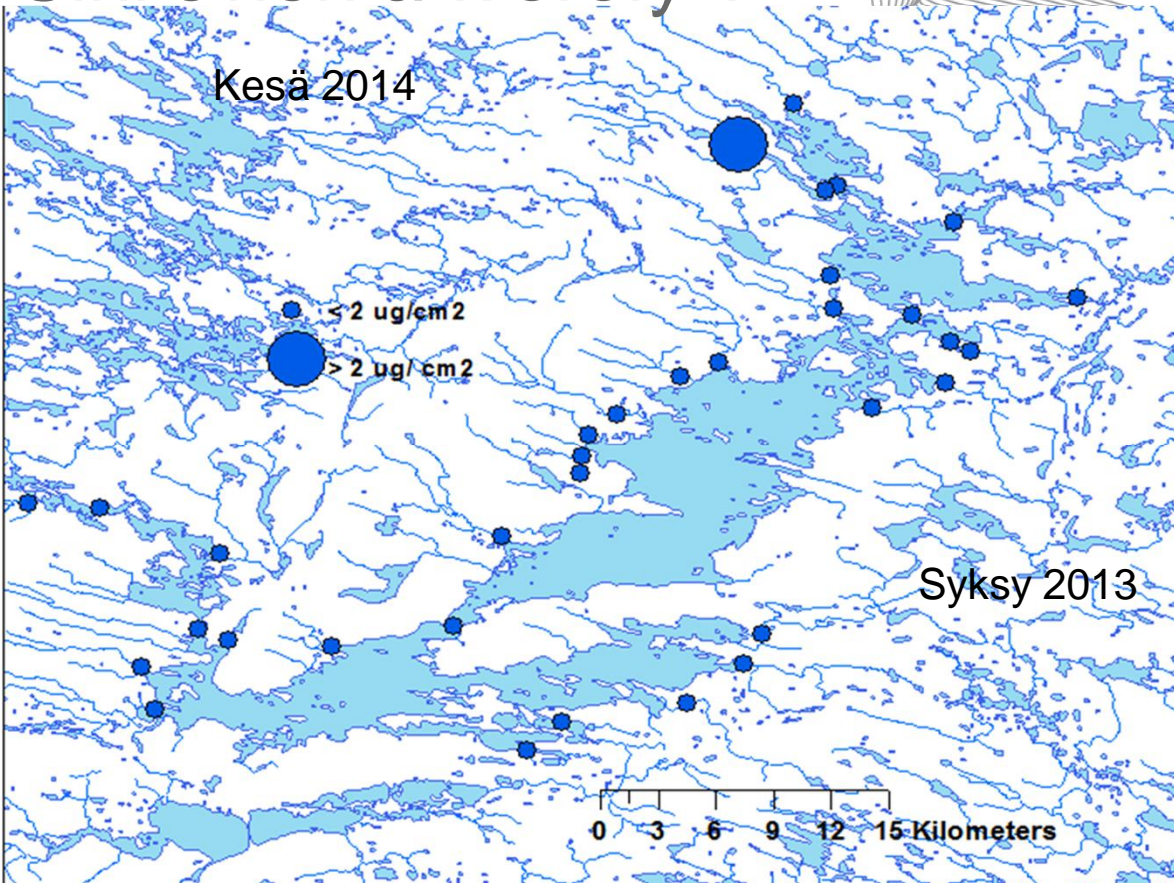 Kesä 2014
< 2 ug/cm2
> 2 ug/ cm2
Syksy 2013
0 3 6 9 12 15 Kilometers